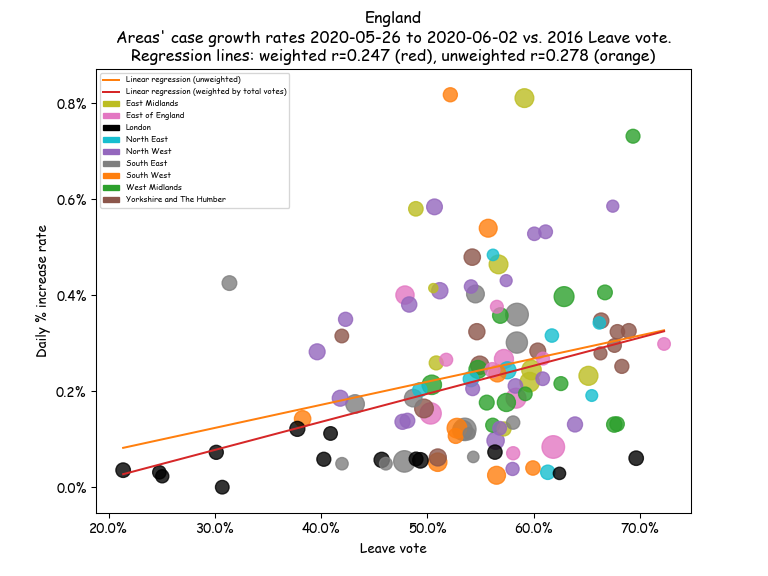 England
Areas' case growth rates 2020-05-26 to 2020-06-02 vs. 2016 Leave vote.
Regression lines: weighted r=0.247 (red), unweighted r=0.278 (orange)
Linear regression (unweighted)
Linear regression (weighted by total votes)
East Midlands
East of England
London
North East
North West
South East
South West
West Midlands
Yorkshire and The Humber
Daily % increase rate
0.8%
0.6%
0.4%
0.2%
0.0%
20.0% 30.0% 40.0% 50.0% 60.0% 70.0%
Leave vote